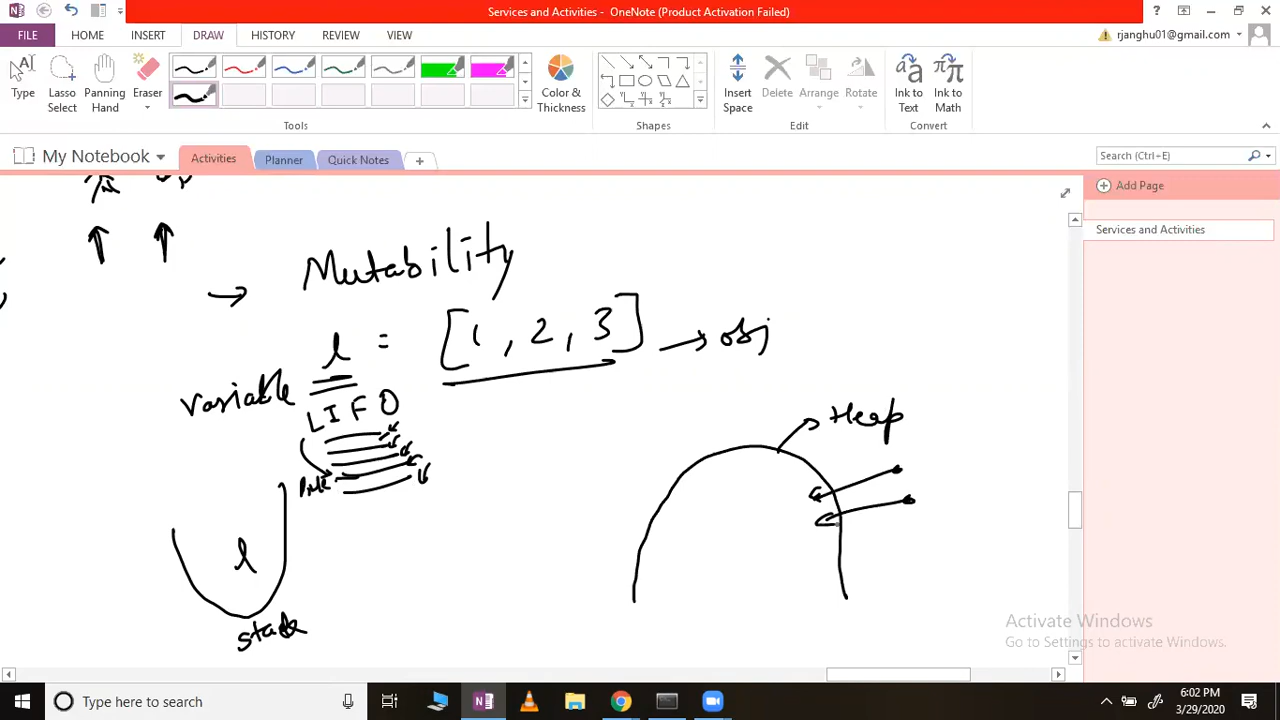 Services and Activities - OneNote (Product Activation Failed)
FILE HOME INSERT DRAW HISTORY REVIEW VIEW
rjanghu01@gmail.com
Type Lasso Select Panning Hand Eraser Color & Thickness Insert Space Delete Arrange Rotate Ink to Text Ink to Math
Tools Shapes Edit Convert
My Notebook Activities Planner Quick Notes
Search (Ctrl+E)
Add Page
Services and Activities
→ Mutability
l = [1, 2, 3] → obj
variable
LIFO
Heap
l
stack
Activate Windows
Go to Settings to activate Windows.
Type here to search
6:02 PM
3/29/2020